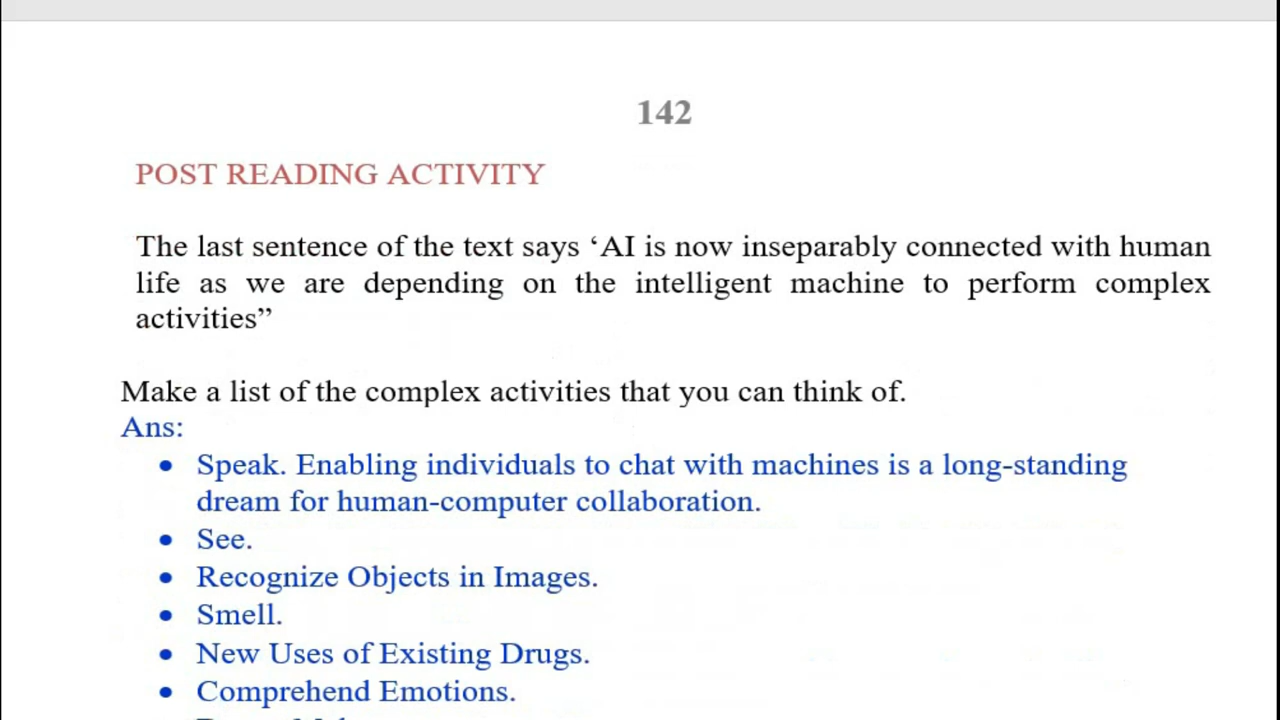 142
POST READING ACTIVITY
The last sentence of the text says ‘AI is now inseparably connected with human
life as we are depending on the intelligent machine to perform complex
activities”
Make a list of the complex activities that you can think of.
Ans:
• Speak. Enabling individuals to chat with machines is a long-standing
dream for human-computer collaboration.
• See.
• Recognize Objects in Images.
• Smell.
• New Uses of Existing Drugs.
• Comprehend Emotions.